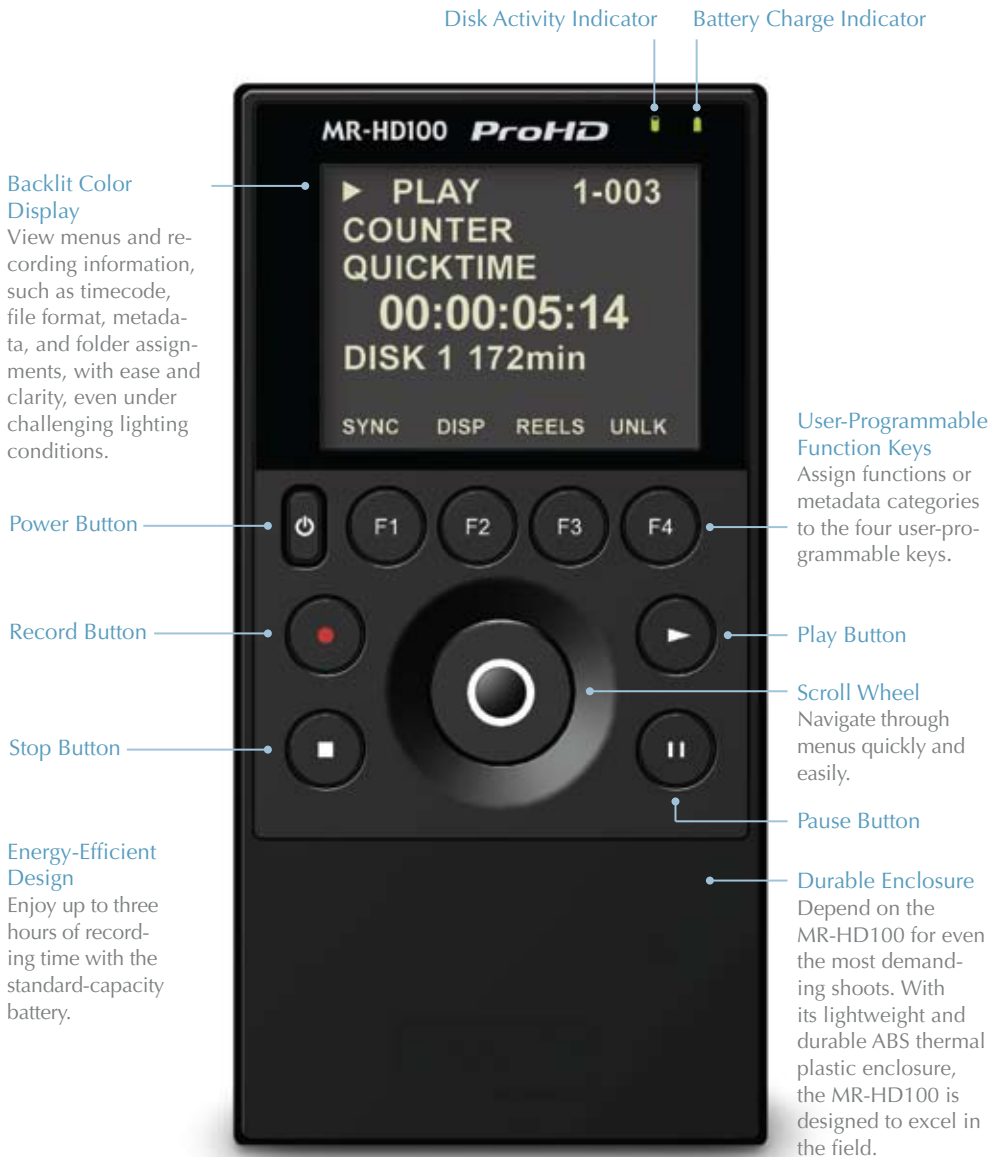 Disk Activity Indicator
Battery Charge Indicator
MR-HD100 ProHD
Backlit Color
Display
View menus and re-
cording information,
such as timecode,
file format, metada-
ta, and folder assign-
ments, with ease and
clarity, even under
challenging lighting
conditions.
PLAY 1-003
COUNTER
QUICKTIME
00:00:05:14
DISK 1 172min
SYNC DISP REELS UNLK
User-Programmable
Function Keys
Assign functions or
metadata categories
to the four user-pro-
grammable keys.
Power Button
F1 F2 F3 F4
Record Button
Play Button
Scroll Wheel
Navigate through
menus quickly and
easily.
Stop Button
Pause Button
Energy-Efficient
Design
Enjoy up to three
hours of record-
ing time with the
standard-capacity
battery.
Durable Enclosure
Depend on the
MR-HD100 for even
the most demand-
ing shoots. With
its lightweight and
durable ABS thermal
plastic enclosure,
the MR-HD100 is
designed to excel in
the field.